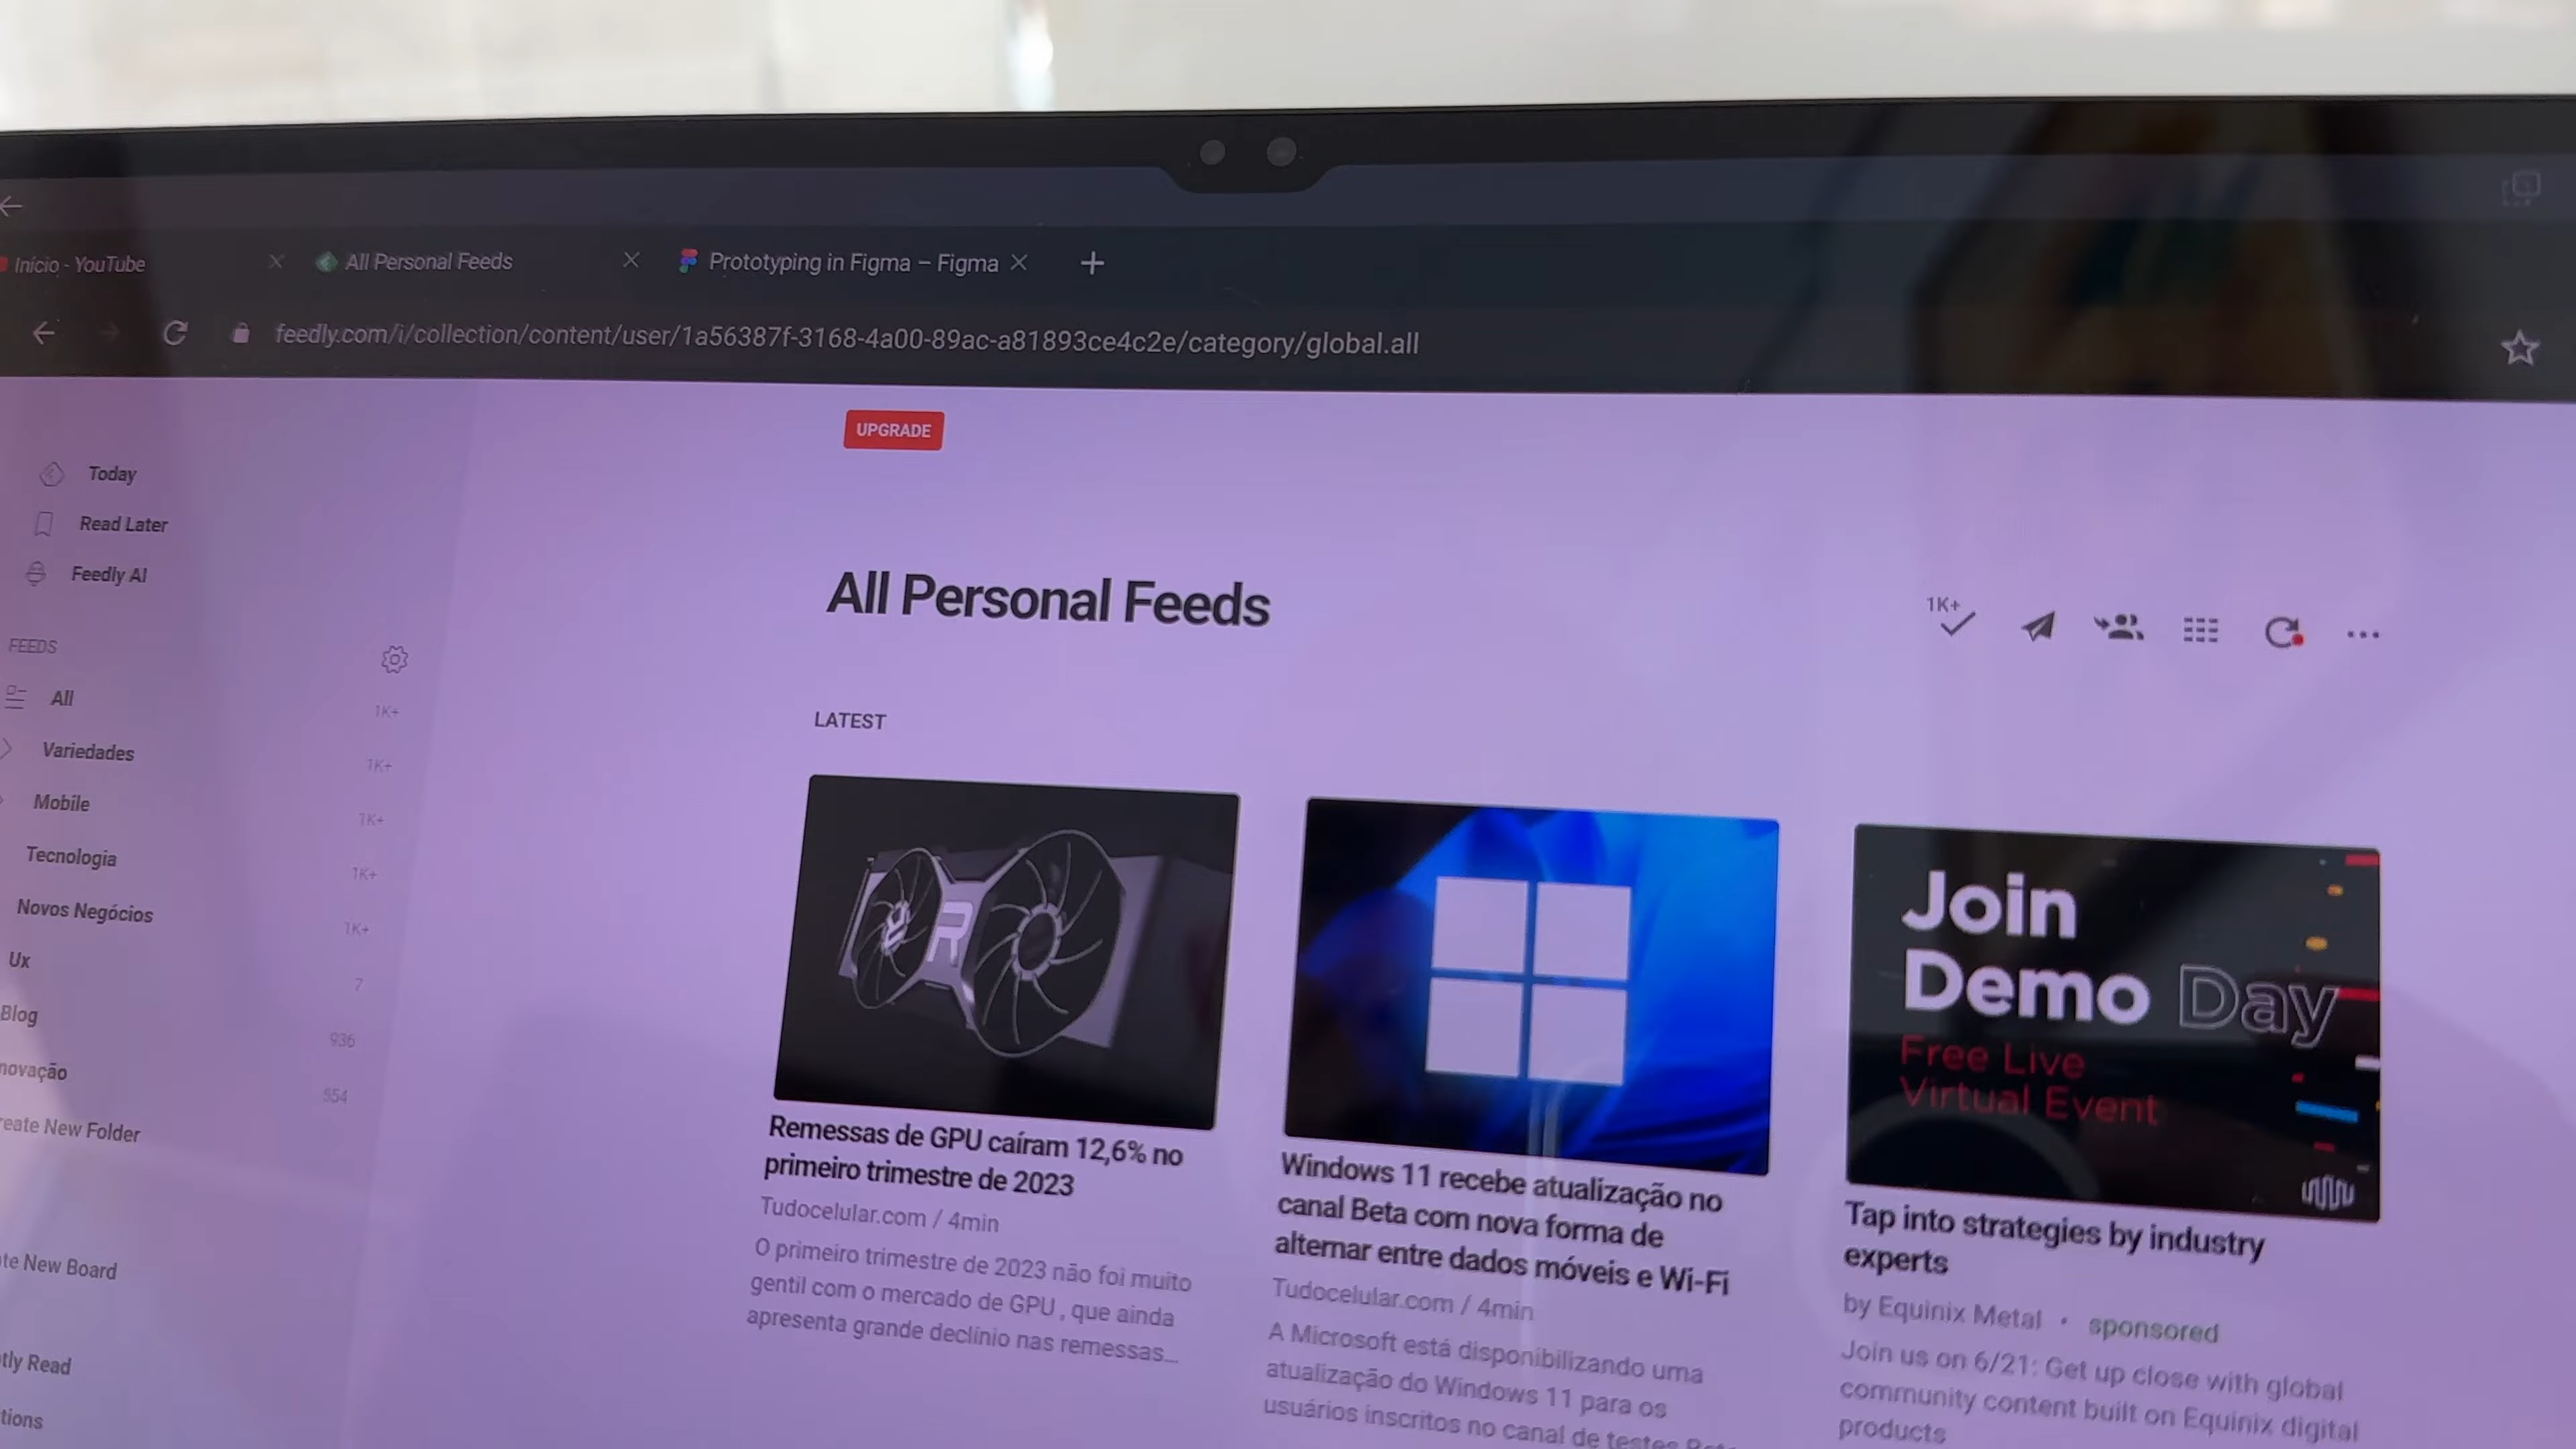 Início - YouTube
All Personal Feeds
Prototyping in Figma – Figma
feedly.com/i/collection/content/user/1a56387f-3168-4a00-89ac-a81893ce4c2e/category/global.all
UPGRADE
Today
Read Later
Feedly AI
FEEDS
All 1K+
Variedades 1K+
Mobile 1K+
Tecnologia 1K+
Novos Negócios 1K+
Ux 7
Blog 936
novação 554
reate New Folder
te New Board
tly Read
tions
All Personal Feeds
1K+
LATEST
R
Remessas de GPU caíram 12,6% no
primeiro trimestre de 2023
Tudocelular.com / 4min
O primeiro trimestre de 2023 não foi muito
gentil com o mercado de GPU , que ainda
apresenta grande declínio nas remessas...
Windows 11 recebe atualização no
canal Beta com nova forma de
alternar entre dados móveis e Wi-Fi
Tudocelular.com / 4min
A Microsoft está disponibilizando uma
atualização do Windows 11 para os
usuários inscritos no canal de testes
Join
Demo Day
Free Live
Virtual Event
Tap into strategies by industry
experts
by Equinix Metal • sponsored
Join us on 6/21: Get up close with global
community content built on Equinix digital
products